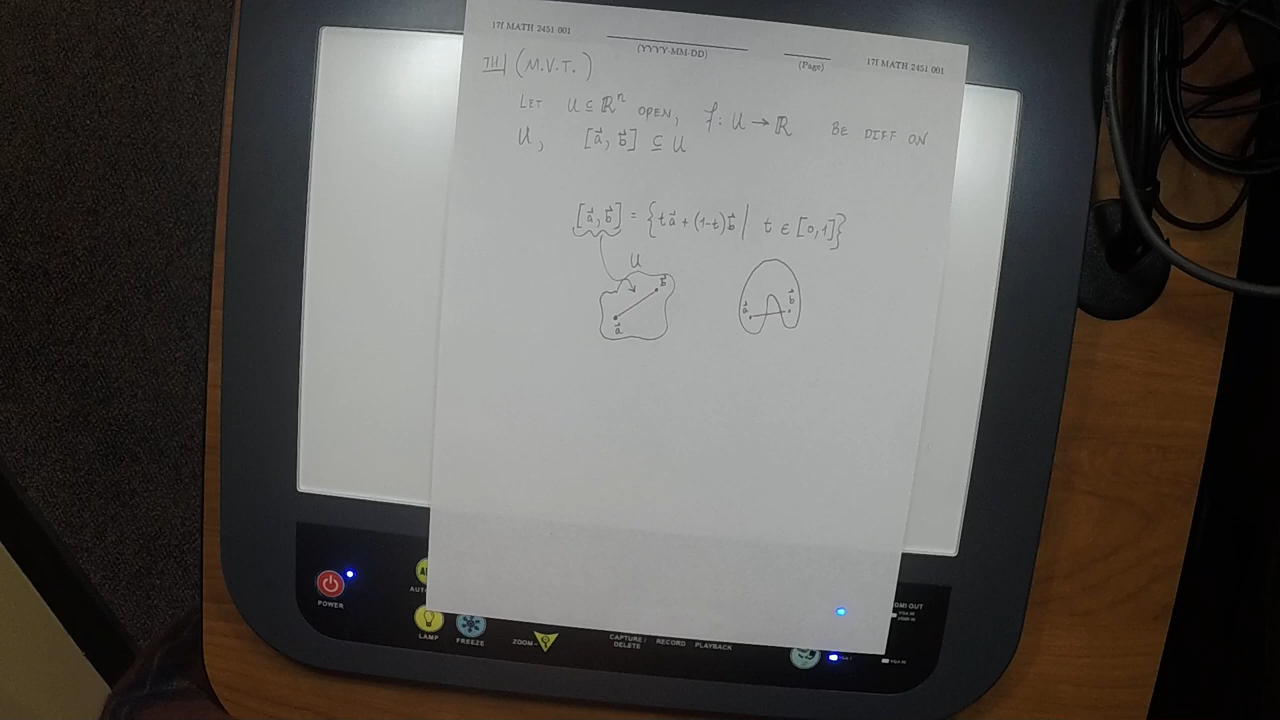 17f MATH 2451 001 (YYYY-MM-DD) (Page) 17f MATH 2451 001
TH (M.V.T.)
LET U ⊆ ℝⁿ OPEN, f: U → ℝ BE DIFF ON
U, [a⃗, b⃗] ⊆ U
[a⃗, b⃗] = {ta⃗ + (1-t)b⃗ | t ∈ [0,1]}
U
b⃗
a⃗
a⃗ b⃗
POWER
LAMP
FREEZE
ZOOM
CAPTURE /
DELETE
RECORD
PLAYBACK